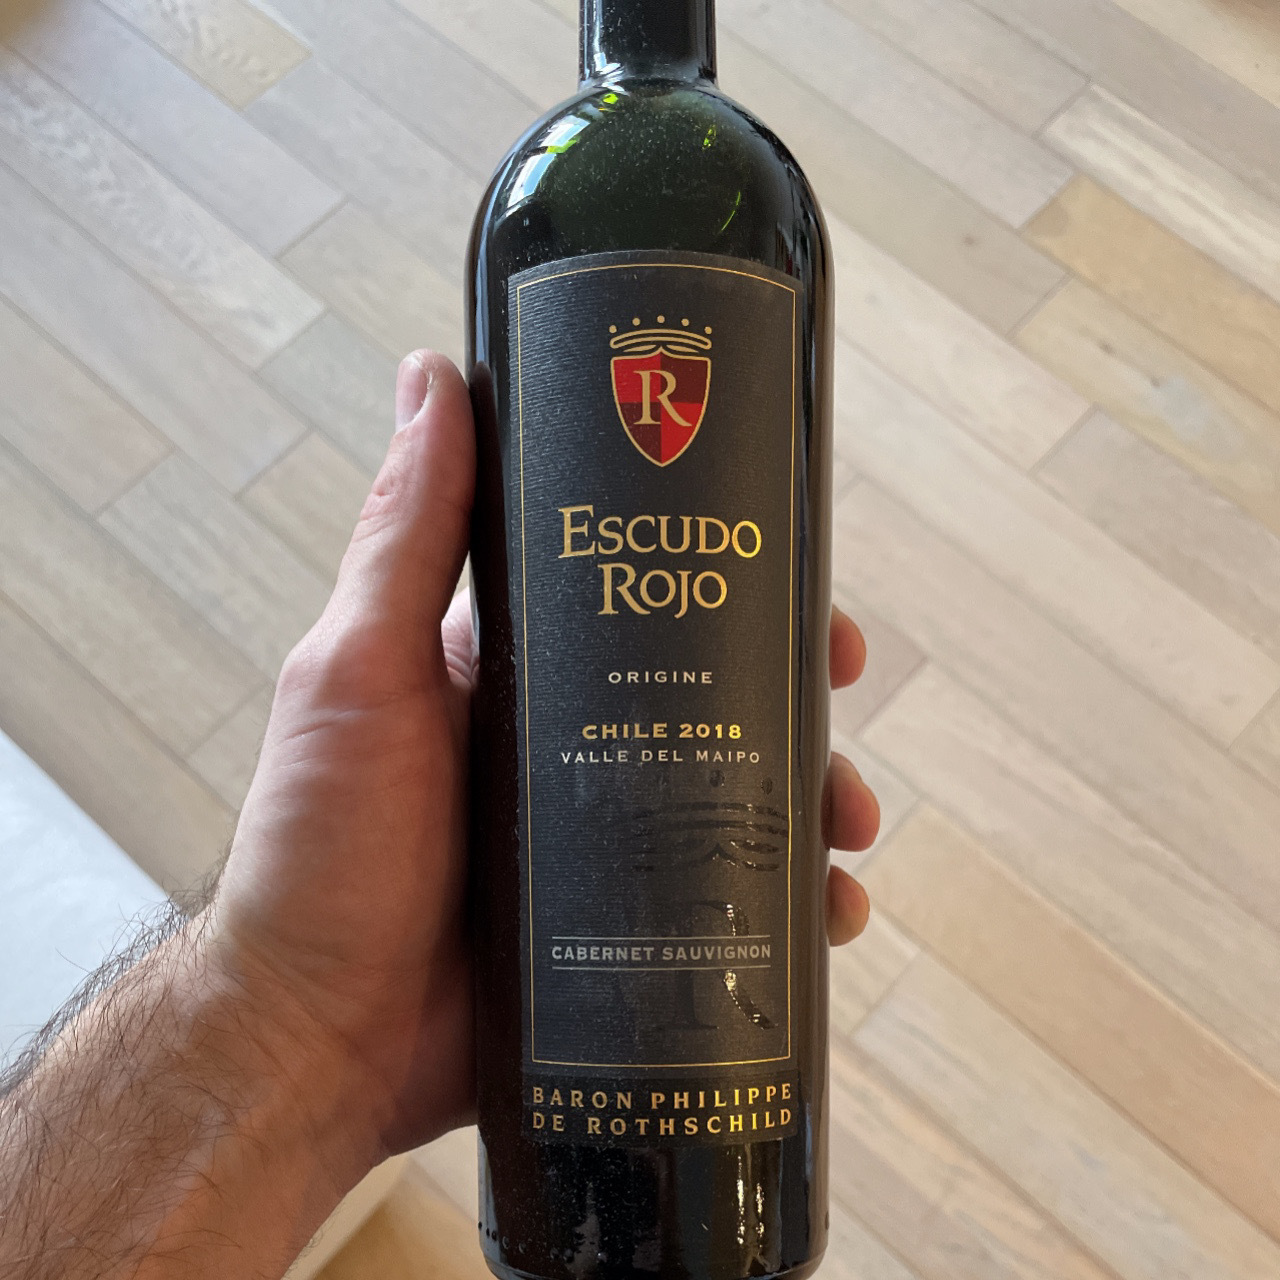 R
ESCUDO
ROJO
ORIGINE
CHILE 2018
VALLE DEL MAIPO
R
CABERNET SAUVIGNON
BARON PHILIPPE
DE ROTHSCHILD